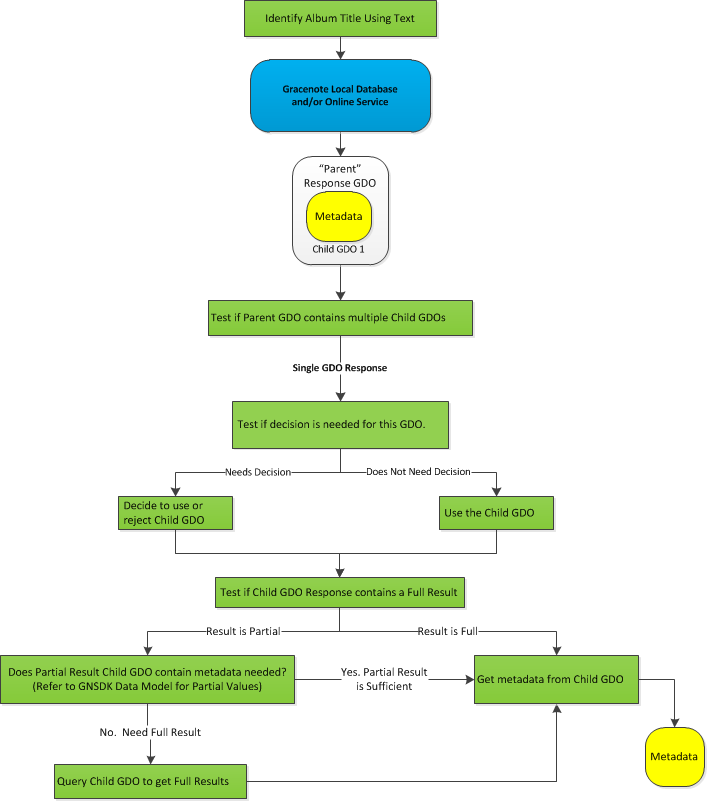 Identify Album Title Using Text
Gracenote Local Database
and/or Online Service
“Parent”
Response GDO
Metadata
Child GDO 1
Test if Parent GDO contains multiple Child GDOs
Single GDO Response
Test if decision is needed for this GDO.
Needs Decision
Does Not Need Decision
Decide to use or
reject Child GDO
Use the Child GDO
Test if Child GDO Response contains a Full Result
Result is Partial
Result is Full
Does Partial Result Child GDO contain metadata needed?
(Refer to GNSDK Data Model for Partial Values)
Yes. Partial Result
is Sufficient
Get metadata from Child GDO
No.  Need Full Result
Metadata
Query Child GDO to get Full Results